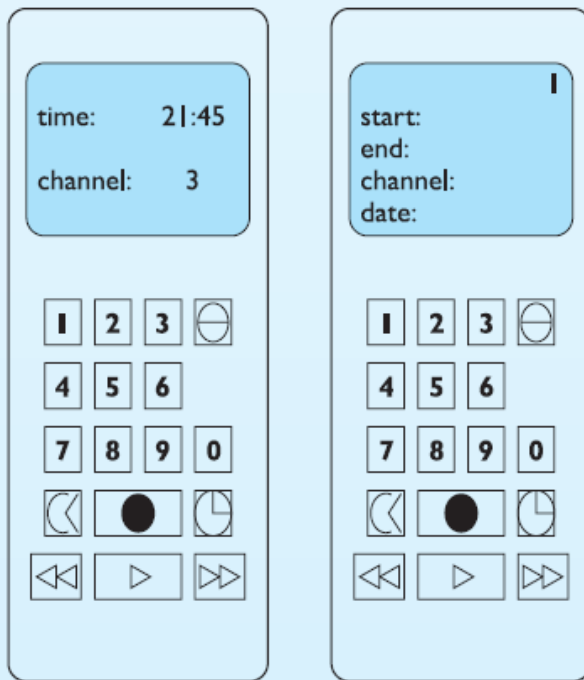 time: 21:45
channel: 3
1 2 3
4 5 6
7 8 9 0
1
start:
end:
channel:
date:
1 2 3
4 5 6
7 8 9 0